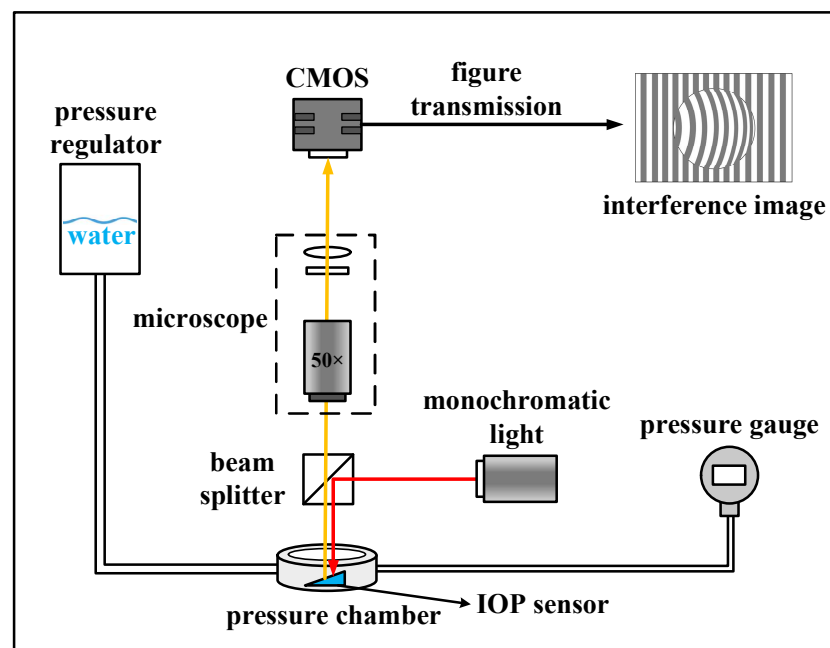 CMOS
figure
transmission
pressure
regulator
water
interference image
microscope
50×
monochromatic
light
pressure gauge
beam
splitter
pressure chamber
IOP sensor